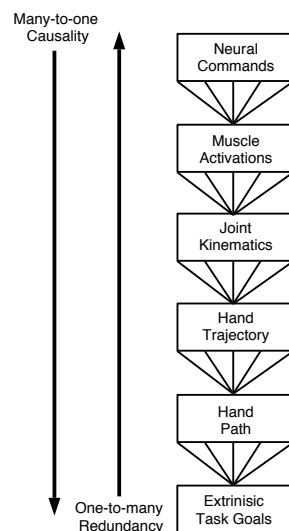 Many-to-one
Causality
Neural
Commands
Muscle
Activations
Joint
Kinematics
Hand
Trajectory
Hand
Path
One-to-many
Redundancy
Extrinisic
Task Goals